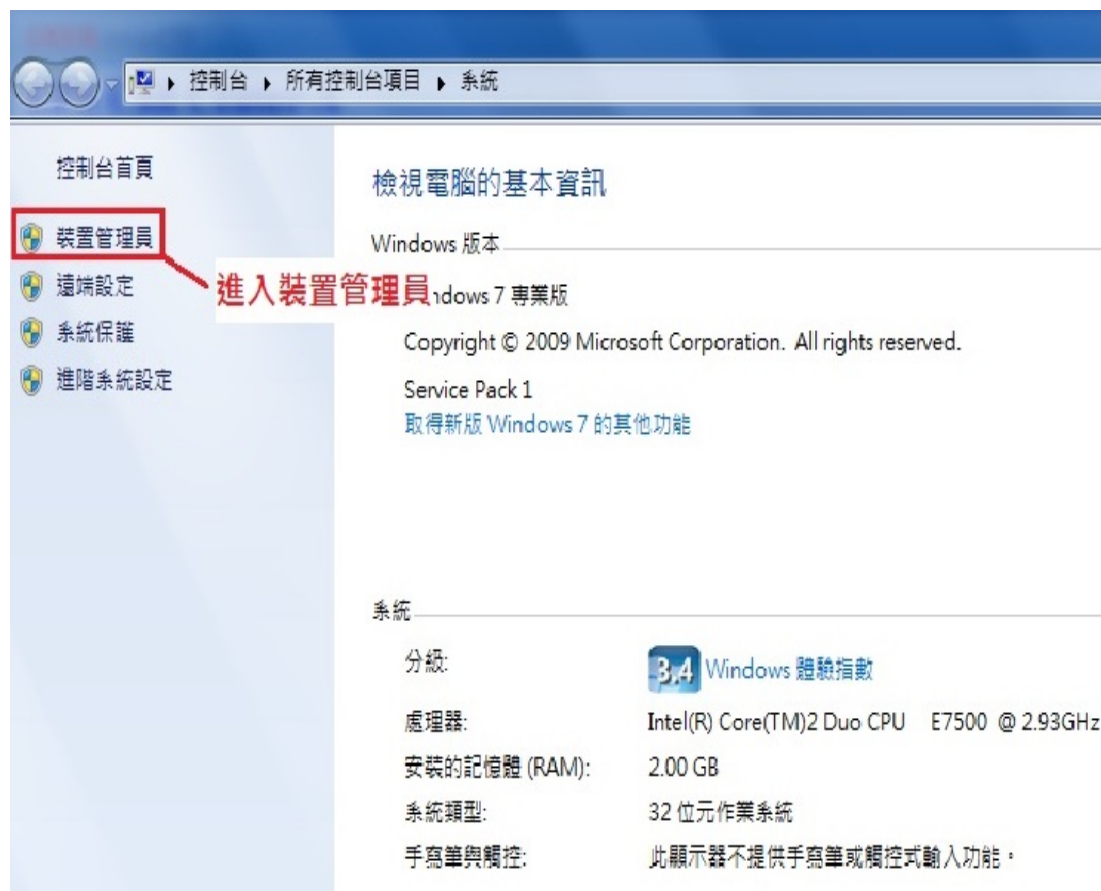 控制台 ▸ 所有控制台項目 ▸ 系統
控制台首頁
裝置管理員
遠端設定
系統保護
進階系統設定
進入裝置管理員
檢視電腦的基本資訊
Windows 版本
ndows 7 專業版
Copyright © 2009 Microsoft Corporation. All rights reserved.
Service Pack 1
取得新版 Windows 7 的其他功能
系統
分級: 3.4 Windows 體驗指數
處理器: Intel(R) Core(TM)2 Duo CPU E7500 @ 2.93GHz
安裝的記憶體 (RAM): 2.00 GB
系統類型: 32 位元作業系統
手寫筆與觸控: 此顯示器不提供手寫筆或觸控式輸入功能。